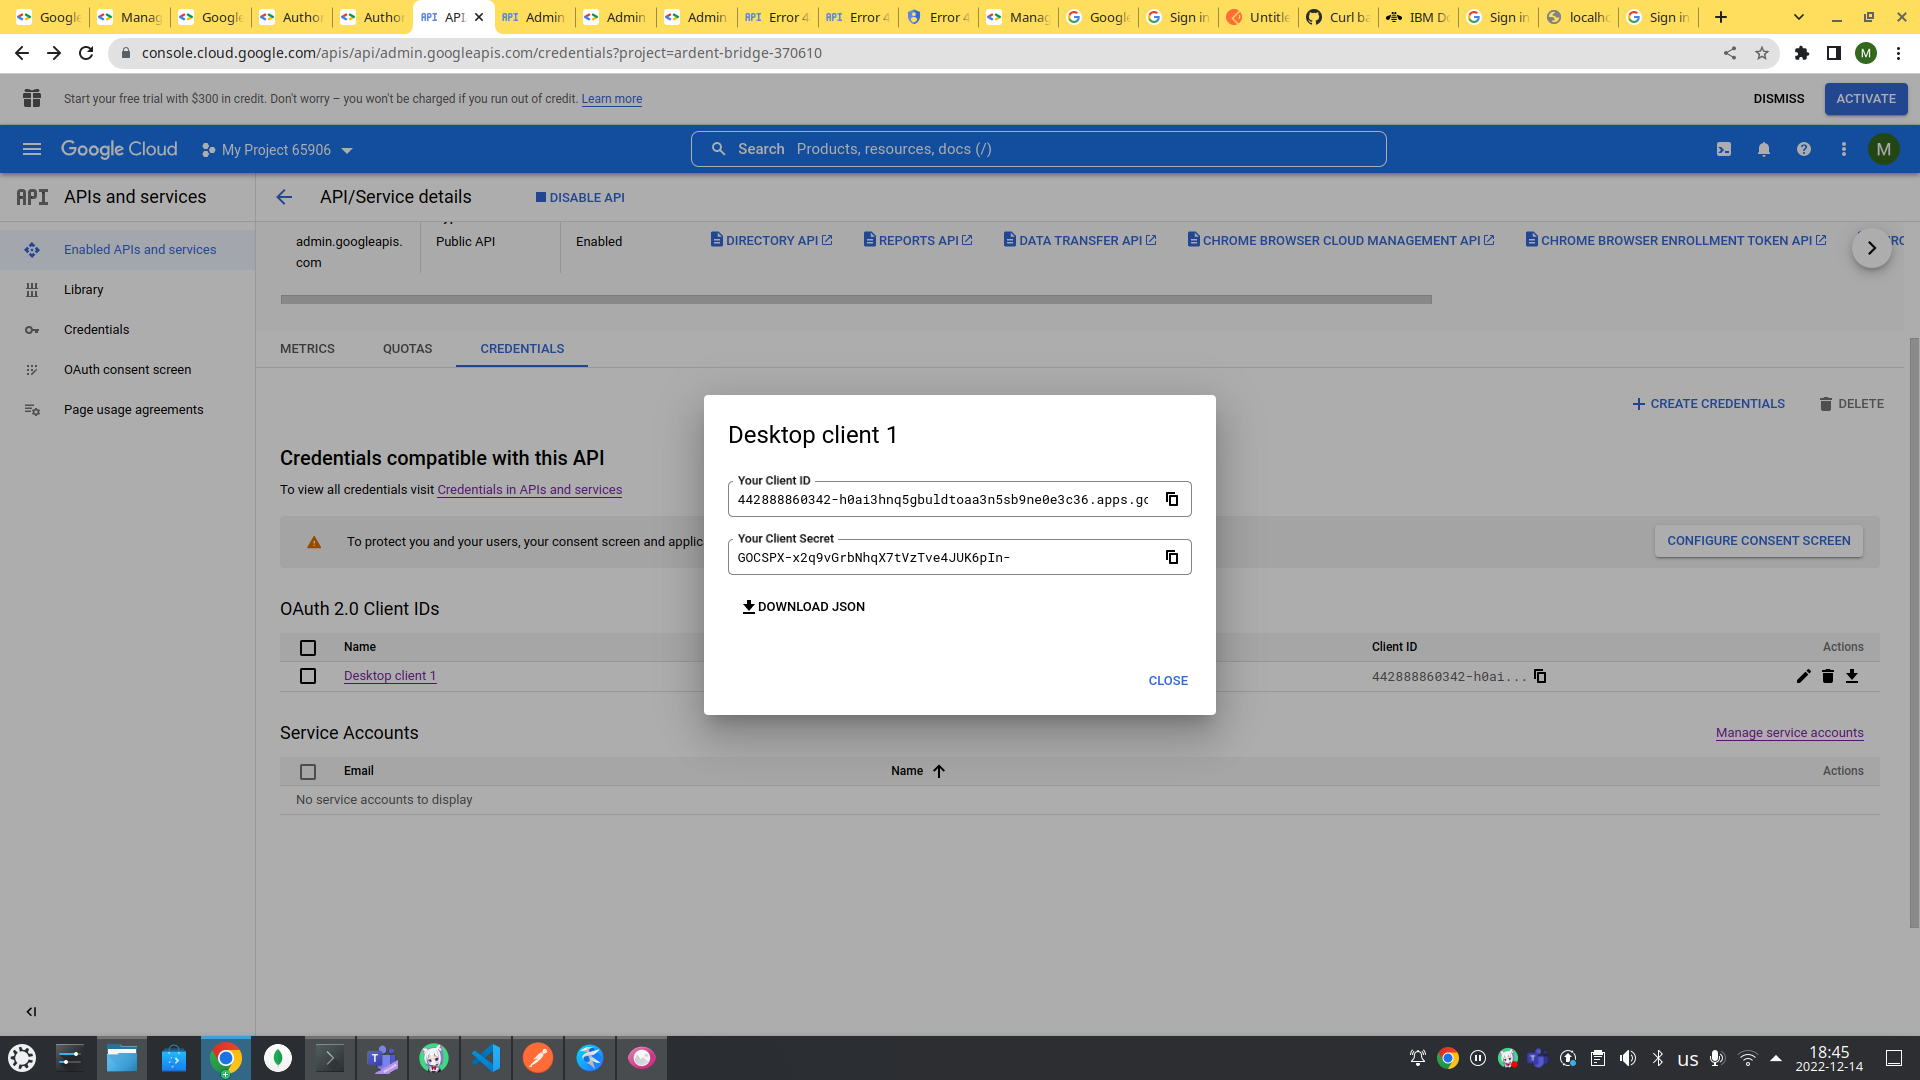 Google
Manag
Google
Author
Author
API
Admin
Admin
Admin
Error 4
Error 4
Error 4
Manag
Google
Sign in
Untitle
Curl ba
IBM Do
Sign in
localho
Sign in
console.cloud.google.com/apis/api/admin.googleapis.com/credentials?project=ardent-bridge-370610
M
Start your free trial with $300 in credit. Don't worry – you won't be charged if you run out of credit. Learn more
DISMISS
ACTIVATE
Google Cloud
My Project 65906
Search Products, resources, docs (/)
M
API APIs and services
API/Service details
DISABLE API
Enabled APIs and services
Library
Credentials
OAuth consent screen
Page usage agreements
admin.googleapis.
com
Public API
Enabled
DIRECTORY API
REPORTS API
DATA TRANSFER API
CHROME BROWSER CLOUD MANAGEMENT API
CHROME BROWSER ENROLLMENT TOKEN API
METRICS
QUOTAS
CREDENTIALS
CREATE CREDENTIALS
DELETE
Credentials compatible with this API
To view all credentials visit Credentials in APIs and services
To protect you and your users, your consent screen and applic
CONFIGURE CONSENT SCREEN
OAuth 2.0 Client IDs
Name
Client ID
Actions
Desktop client 1
442888860342-h0ai...
Service Accounts
Manage service accounts
Email
Name
Actions
No service accounts to display
Desktop client 1
Your Client ID
442888860342-h0ai3hnq5gbuldtoaa3n5sb9ne0e3c36.apps.gc
Your Client Secret
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
DOWNLOAD JSON
CLOSE
us
18:45
2022-12-14